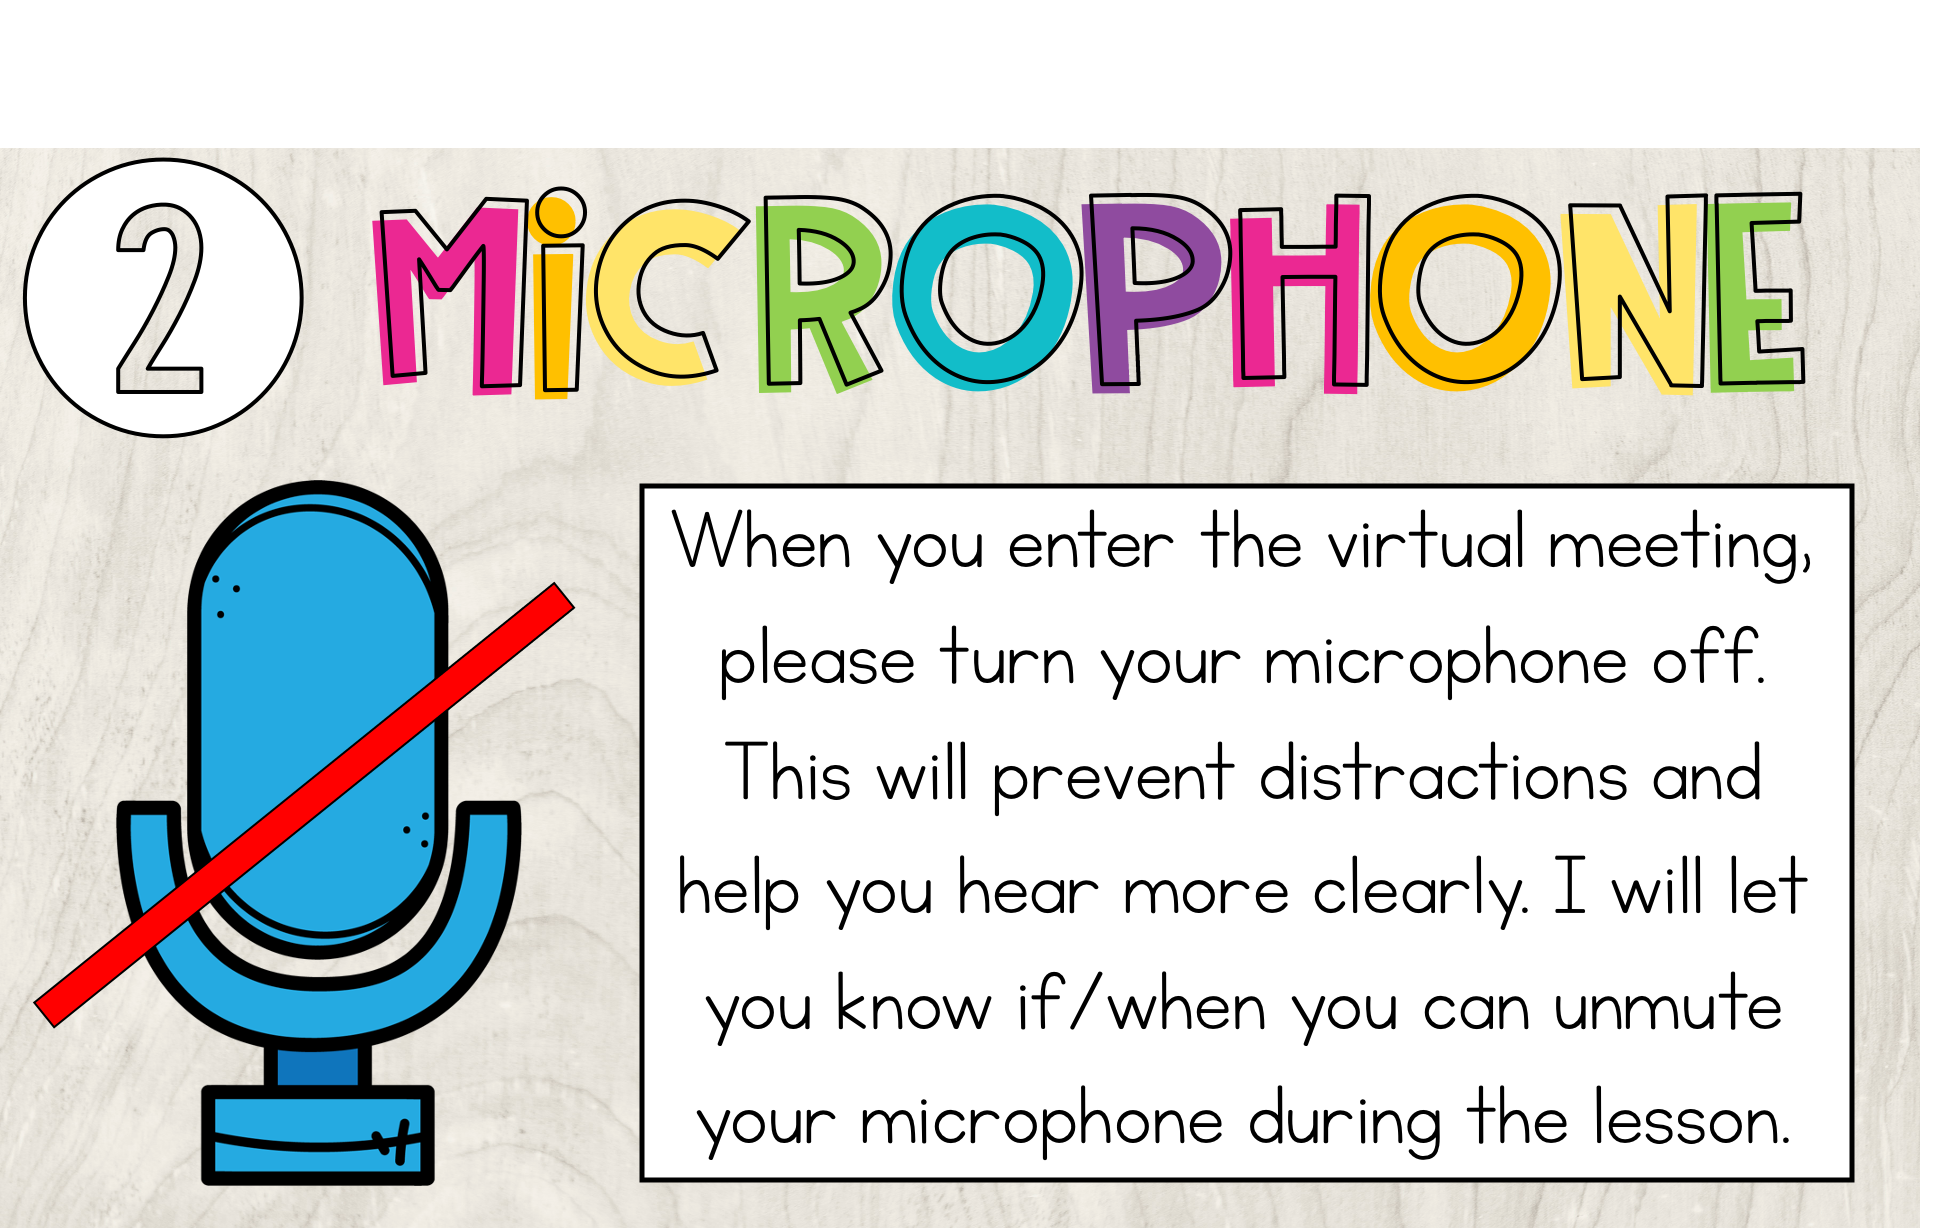 2
MiCROPHONE
When you enter the virtual meeting,
please turn your microphone off.
This will prevent distractions and
help you hear more clearly. I will let
you know if/when you can unmute
your microphone during the lesson.